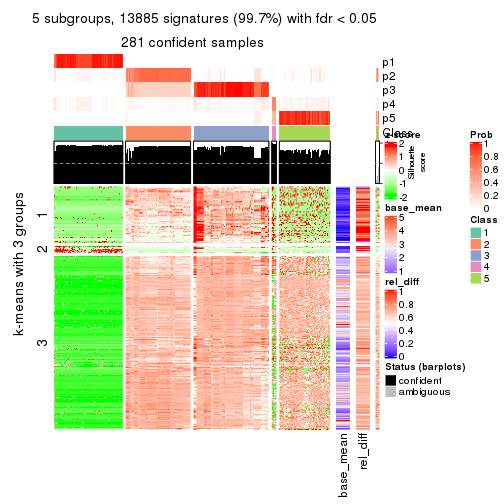 5 subgroups, 13885 signatures (99.7%) with fdr < 0.05
281 confident samples
p1
p2
p3
p4
p5
Class
k-means with 3 groups
1
2
3
Silhouette
score
z-score
2
1
0
-1
-2
base_mean
5
4
3
2
1
rel_diff
1
0.8
0.6
0.4
0.2
0
Status (barplots)
confident
ambiguous
Prob
1
0.8
0.6
0.4
0.2
0
Class
1
2
3
4
5
base_mean
rel_diff